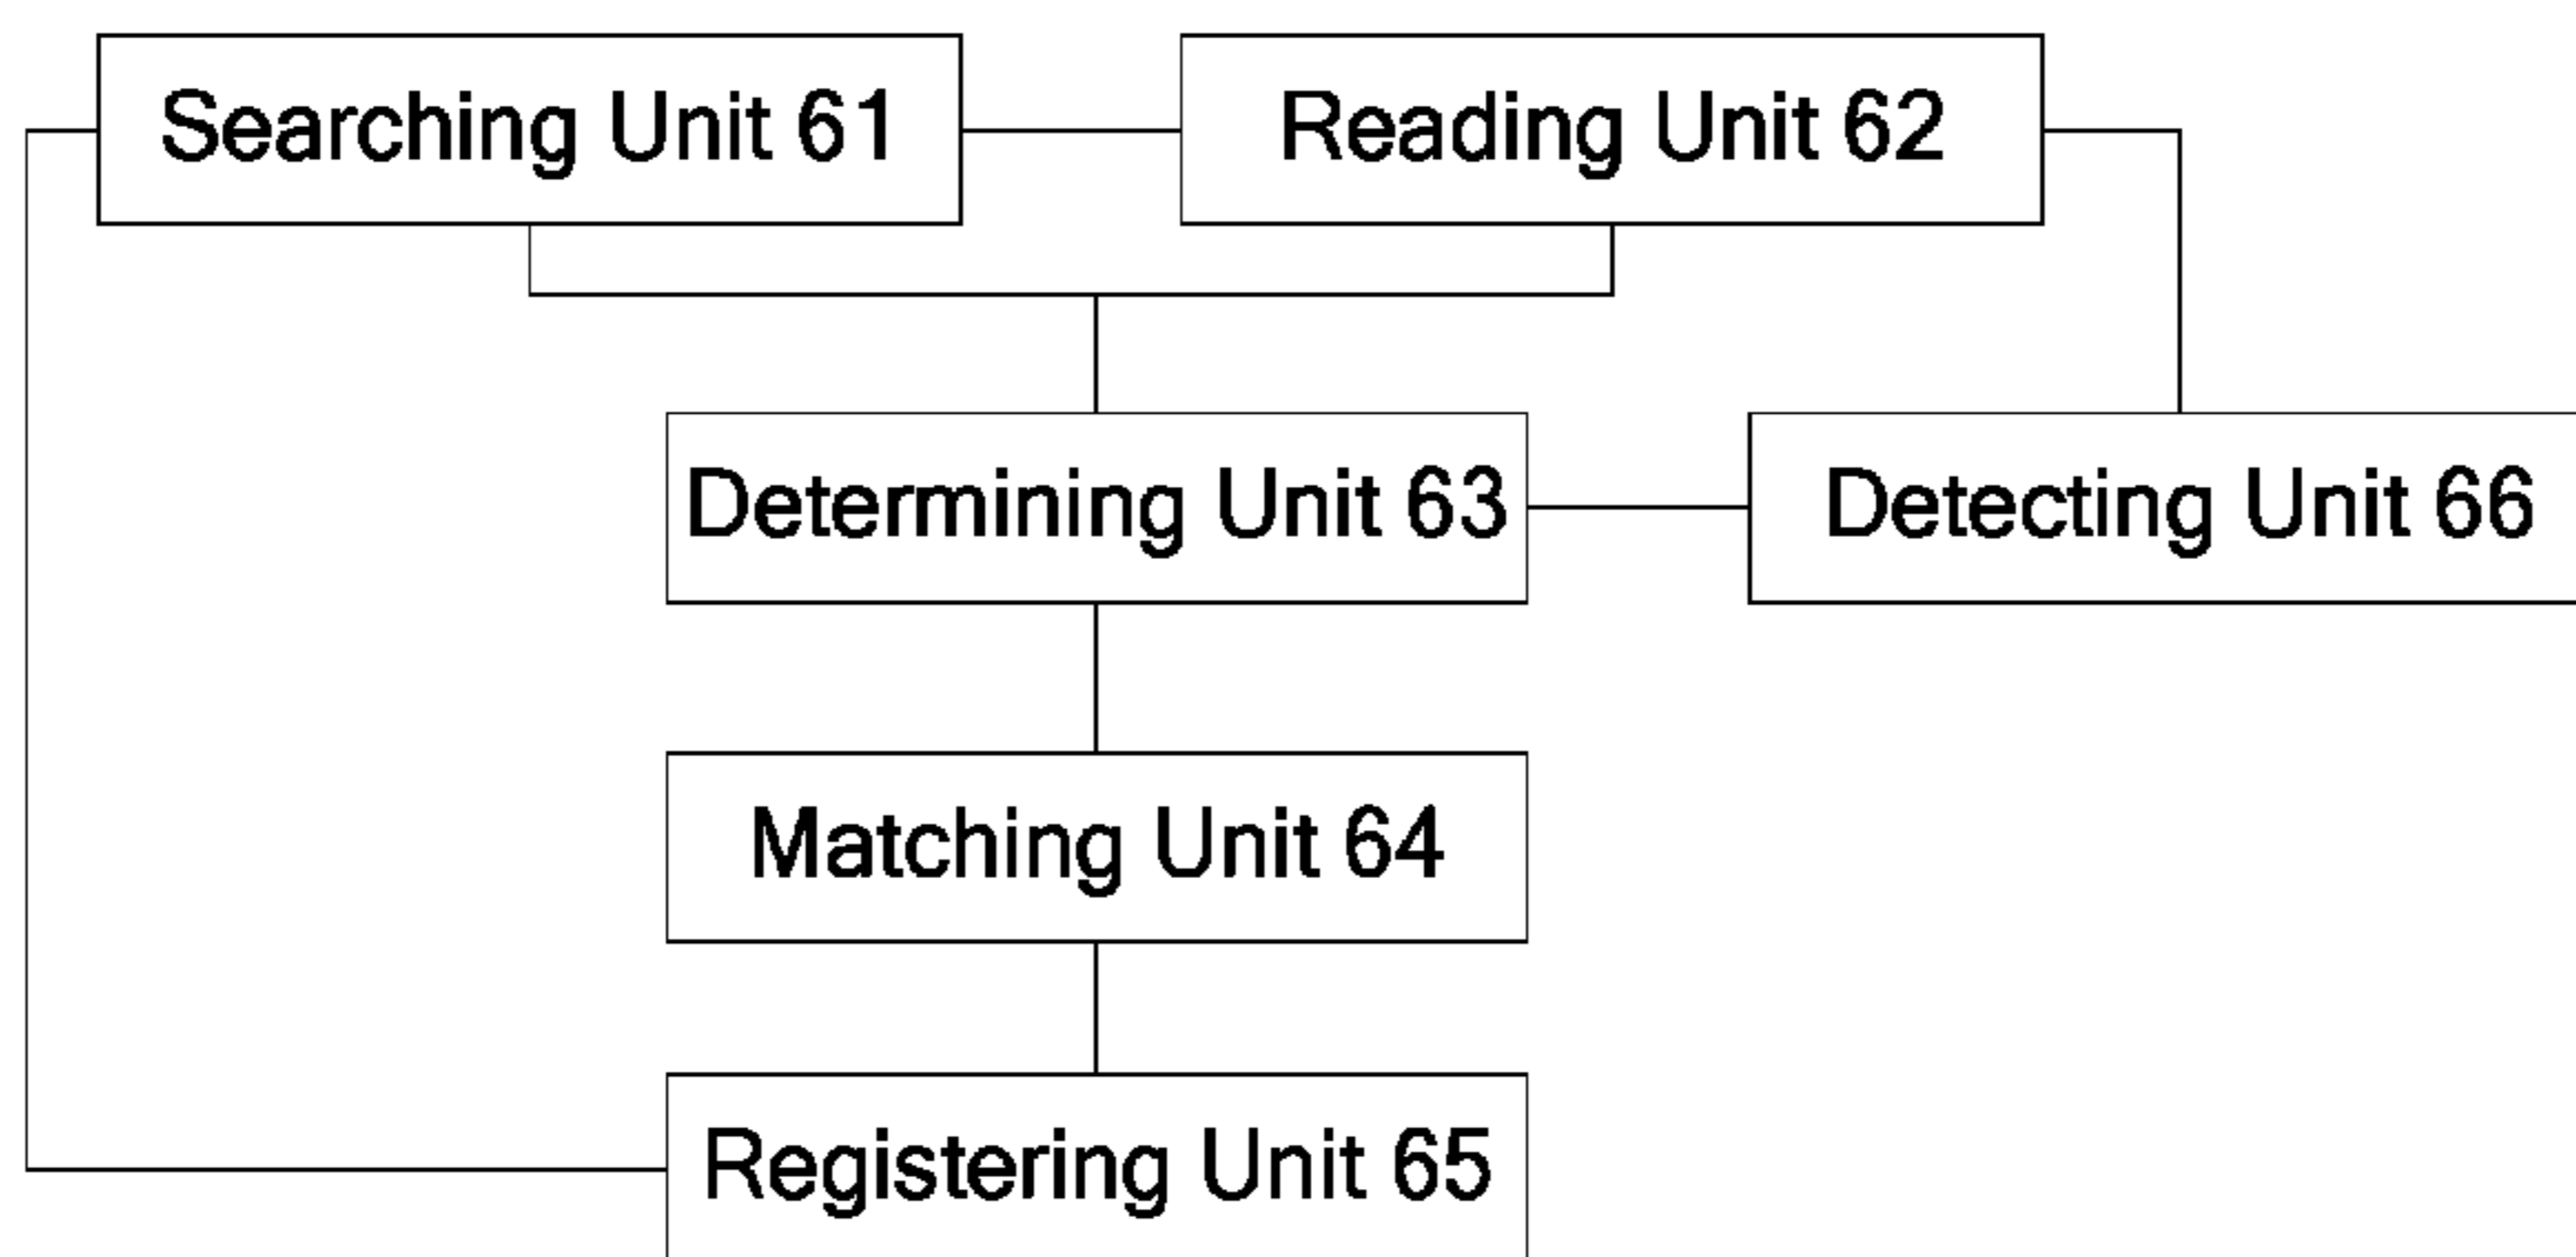 Searching Unit 61
Reading Unit 62
Determining Unit 63
Detecting Unit 66
Matching Unit 64
Registering Unit 65